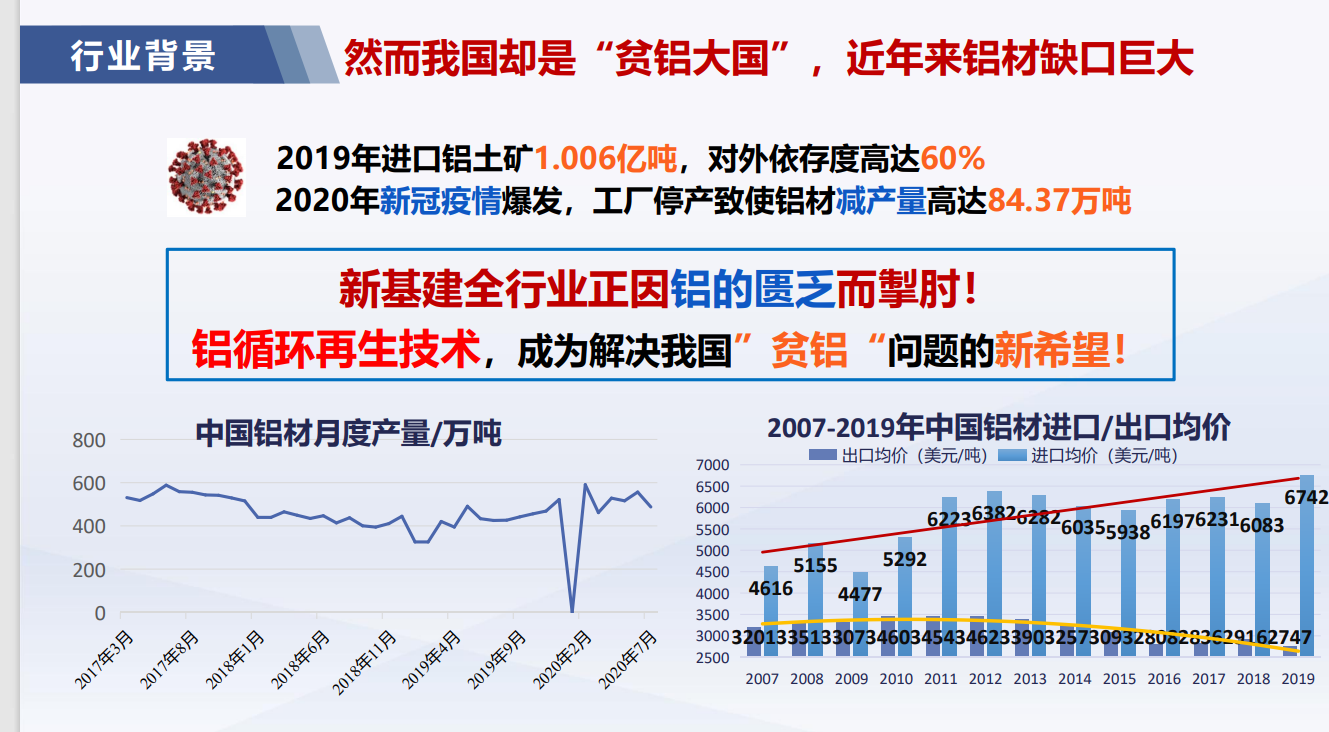 行业背景
然而我国却是“贫铝大国”，近年来铝材缺口巨大
2019年进口铝土矿1.006亿吨，对外依存度高达60%
2020年新冠疫情爆发，工厂停产致使铝材减产量高达84.37万吨
新基建全行业正因铝的匮乏而掣肘！
铝循环再生技术，成为解决我国”贫铝“问题的新希望！
中国铝材月度产量/万吨
800
600
400
200
0
2017年3月 2017年8月 2018年1月 2018年6月 2018年11月 2019年4月 2019年9月 2020年2月 2020年7月
2007-2019年中国铝材进口/出口均价
出口均价（美元/吨） 进口均价（美元/吨）
7000
6500
6000
5500
5000
4500
4000
3500
3000
2500
4616 5155 4477 5292 6223 6382 6282 6035 5938 6197 6231 6083 6742
3201 3351 3307 3460 3454 3462 3390 3257 3093 2808 2836 2916 2747
2007 2008 2009 2010 2011 2012 2013 2014 2015 2016 2017 2018 2019